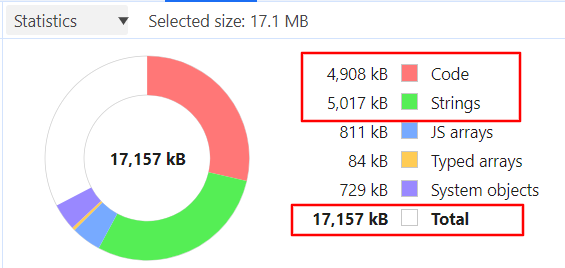 Statistics ▼ Selected size: 17.1 MB
17,157 kB
4,908 kB Code
5,017 kB Strings
811 kB JS arrays
84 kB Typed arrays
729 kB System objects
17,157 kB Total